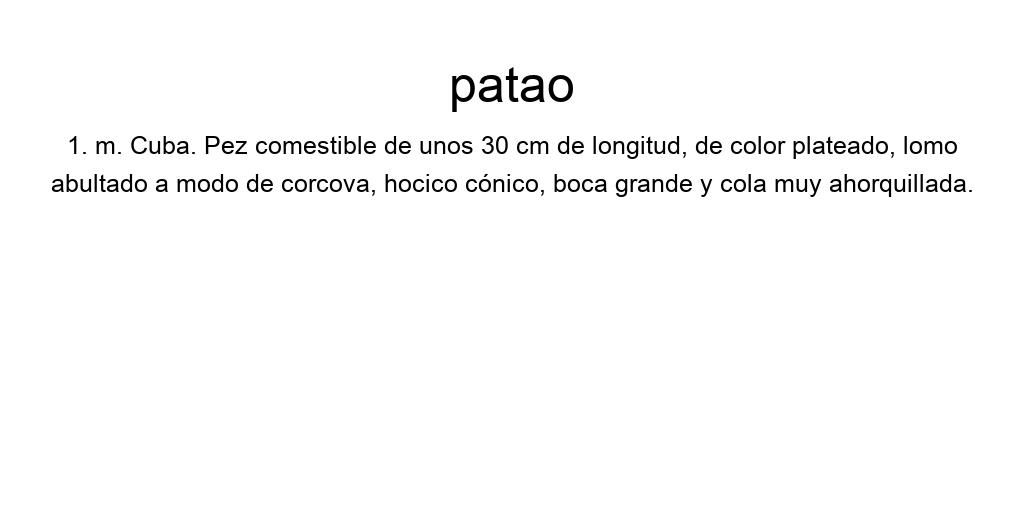 patao
1. m. Cuba. Pez comestible de unos 30 cm de longitud, de color plateado, lomo
abultado a modo de corcova, hocico cónico, boca grande y cola muy ahorquillada.